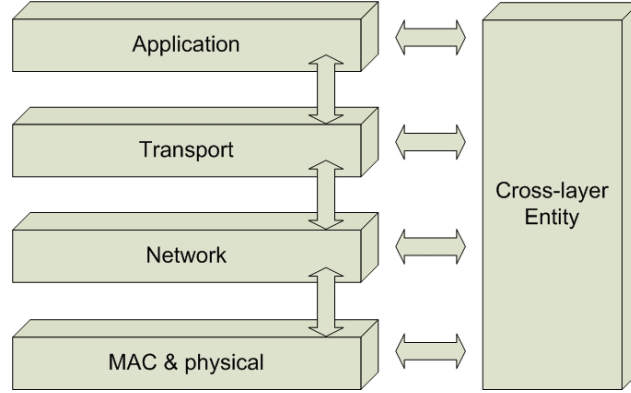 Application
Transport
Network
MAC & physical
Cross-layer
Entity